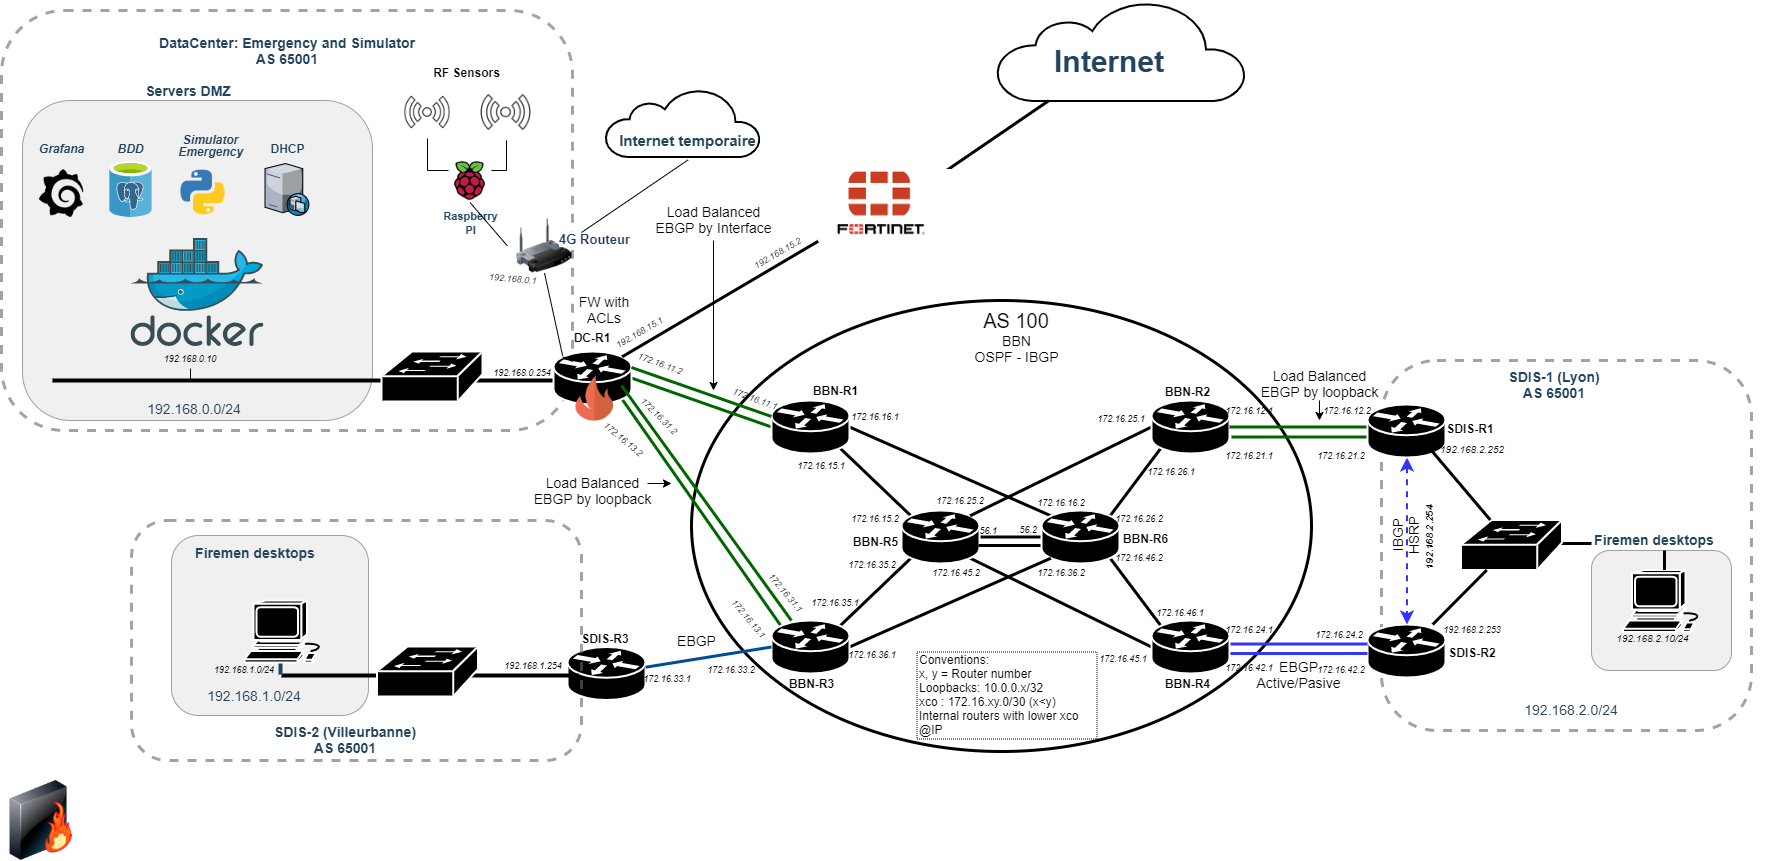 DataCenter: Emergency and Simulator
AS 65001
RF Sensors
Servers DMZ
Grafana
BDD
Simulator
Emergency
DHCP
Raspberry
PI
docker
192.168.0.10
192.168.0.0/24
Internet temporaire
4G Routeur
192.168.0.1
Internet
FORTINET
Load Balanced
EBGP by Interface
192.168.15.2
FW with
ACLs
DC-R1
192.168.15.1
192.168.0.254
172.16.11.2
172.16.11.1
172.16.31.2
172.16.13.2
Load Balanced
EBGP by loopback
172.16.31.1
172.16.13.1
AS 100
BBN
OSPF - IBGP
BBN-R1
172.16.16.1
172.16.15.1
BBN-R2
172.16.25.1
172.16.12.1
172.16.21.1
172.16.26.1
Load Balanced
EBGP by loopback
172.16.12.2
172.16.21.2
172.16.25.2
172.16.15.2
BBN-R5
172.16.35.2
172.16.45.2
56.1
56.2
172.16.16.2
172.16.26.2
BBN-R6
172.16.46.2
172.16.36.2
172.16.35.1
172.16.36.1
BBN-R3
172.16.46.1
172.16.45.1
BBN-R4
172.16.24.1
172.16.42.1
172.16.24.2
172.16.42.2
EBGP
Active/Pasive
Conventions:
x, y = Router number
Loopbacks: 10.0.0.x/32
xco : 172.16.xy.0/30 (x<y)
Internal routers with lower xco
@IP
SDIS-1 (Lyon)
AS 65001
SDIS-R1
192.168.2.252
IBGP
HSRP
192.168.2.254
Firemen desktops
192.168.2.10/24
192.168.2.253
SDIS-R2
192.168.2.0/24
Firemen desktops
192.168.1.0/24
192.168.1.0/24
192.168.1.254
SDIS-R3
EBGP
172.16.33.1
172.16.33.2
SDIS-2 (Villeurbanne)
AS 65001